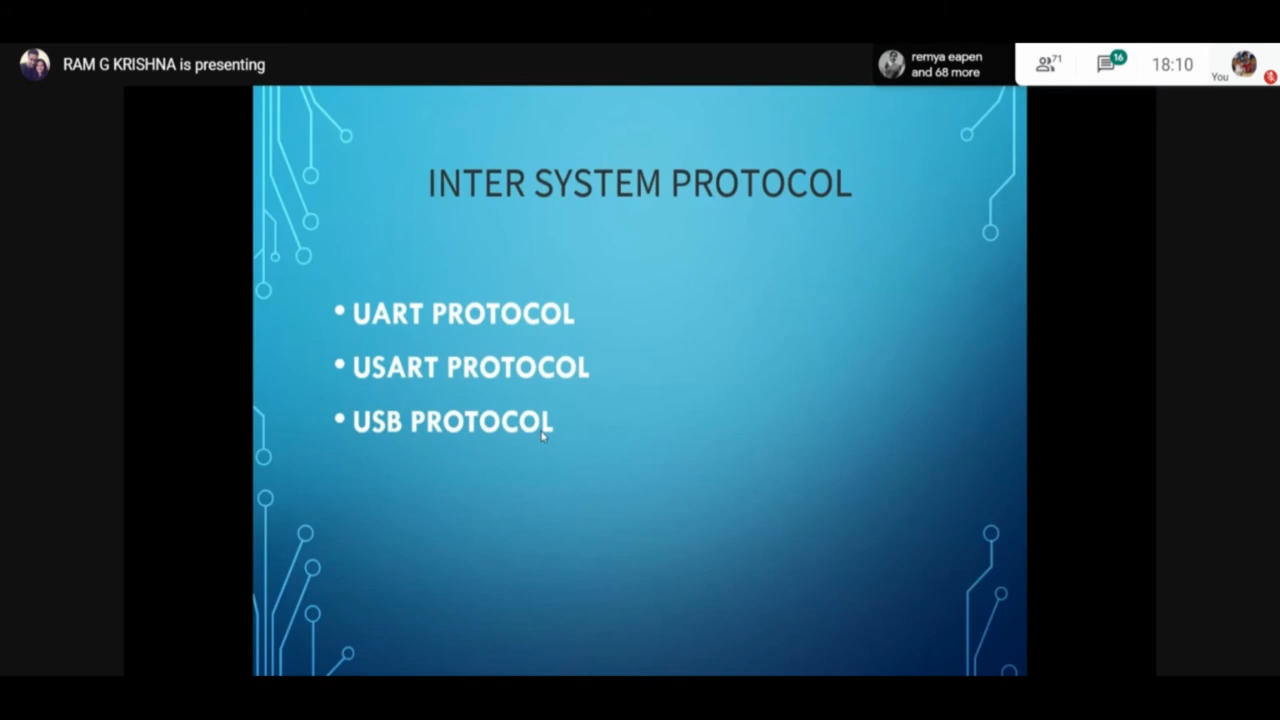 RAM G KRISHNA is presenting
remya eapen
and 68 more
71
16
18:10
You
INTER SYSTEM PROTOCOL
• UART PROTOCOL
• USART PROTOCOL
• USB PROTOCOL